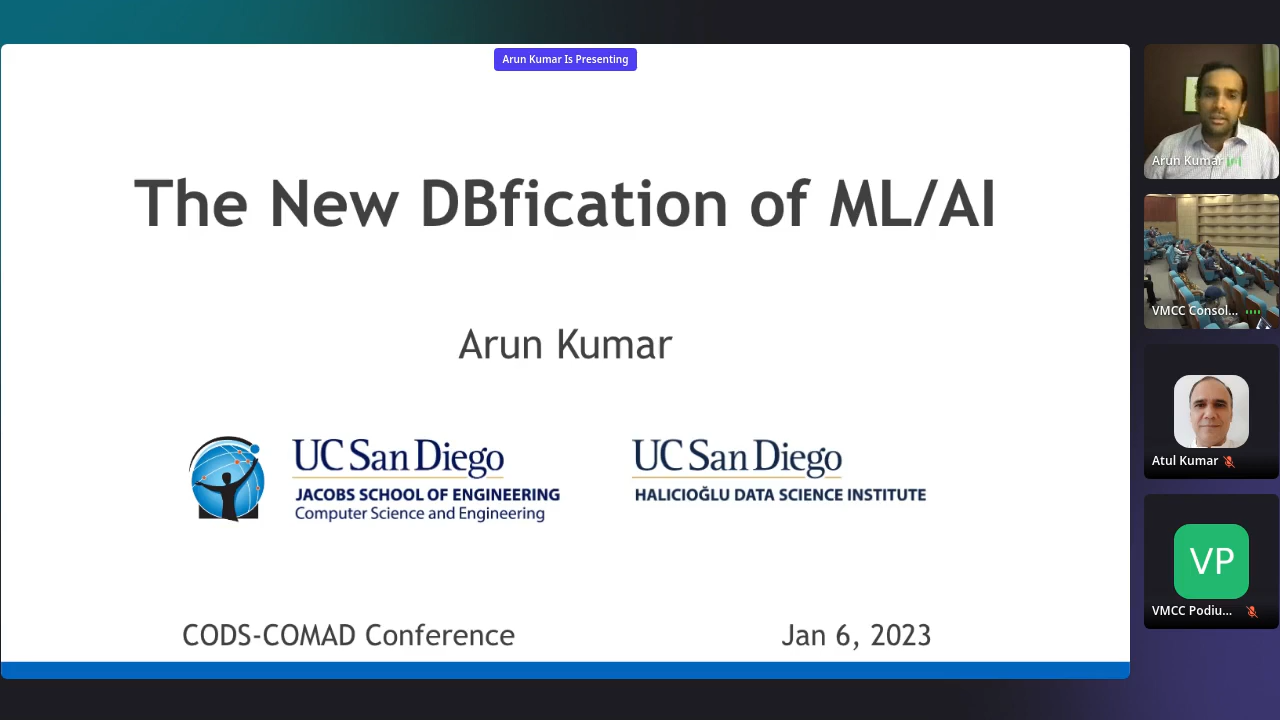 Arun Kumar Is Presenting
The New DBfication of ML/AI
Arun Kumar
UC San Diego
JACOBS SCHOOL OF ENGINEERING
Computer Science and Engineering
UC San Diego
HALICIOĞLU DATA SCIENCE INSTITUTE
CODS-COMAD Conference
Jan 6, 2023
Arun Kumar
VMCC Consol...
Atul Kumar
VP
VMCC Podiu...